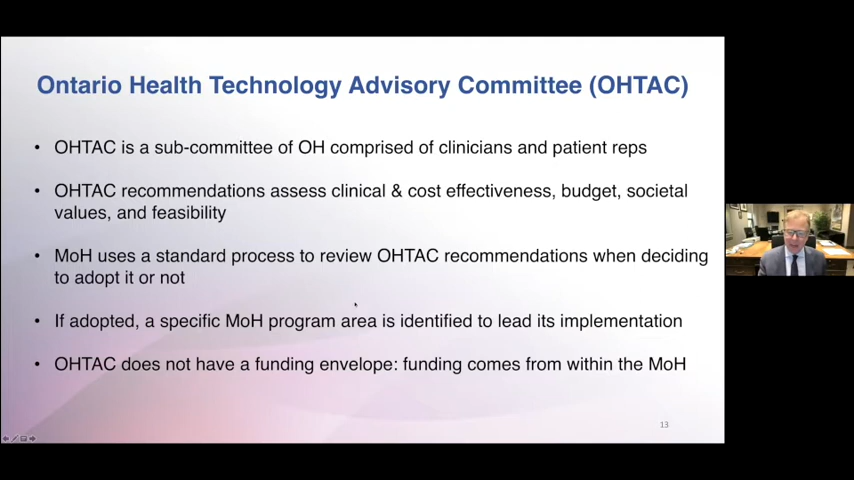 Ontario Health Technology Advisory Committee (OHTAC)
• OHTAC is a sub-committee of OH comprised of clinicians and patient reps
• OHTAC recommendations assess clinical & cost effectiveness, budget, societal
values, and feasibility
• MoH uses a standard process to review OHTAC recommendations when deciding
to adopt it or not
• If adopted, a specific MoH program area is identified to lead its implementation
• OHTAC does not have a funding envelope: funding comes from within the MoH
13